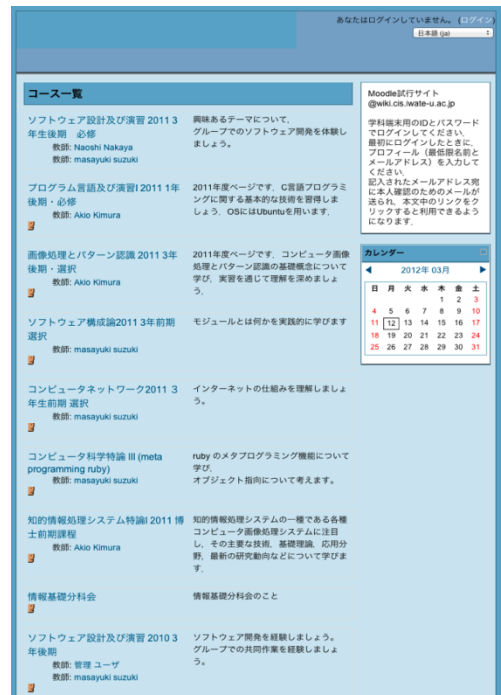 あなたはログインしていません。(ログイン)
日本語 (ja)
コース一覧
ソフトウェア設計及び演習 2011 3
年生後期　必修
教師: Naoshi Nakaya
教師: masayuki suzuki
興味あるテーマについて,
グループでのソフトウェア開発を体験し
ましょう。
プログラム言語及び演習I 2011 1年
後期・必修
教師: Akio Kimura
2011年度ページです．C言語プログラミ
ングに関する基本的な技術を習得しま
しょう．OSにはUbuntuを用います．
画像処理とパターン認識 2011 3年
後期・選択
教師: Akio Kimura
2011年度ページです．コンピュータ画像
処理とパターン認識の基礎概念について
学び，実習を通じて理解を深めましょ
う．
ソフトウェア構成論2011 3年前期
選択
教師: masayuki suzuki
モジュールとは何かを実践的に学びます
コンピュータネットワーク2011 3
年生前期 選択
教師: masayuki suzuki
インターネットの仕組みを理解しましょ
う。
コンピュータ科学特論 III (meta
programming ruby)
教師: masayuki suzuki
ruby のメタプログラミング機能について
学び,
オブジェクト指向について考えます。
知的情報処理システム特論I 2011 博
士前期課程
教師: Akio Kimura
知的情報処理システムの一種である各種
コンピュータ画像処理システムに注目
し，その主要な技術，基礎理論，応用分
野，最新の研究動向などについて学びま
す．
情報基礎分科会
情報基礎分科会のこと
ソフトウェア設計及び演習 2010 3
年後期
教師: 管理 ユーザ
教師: masayuki suzuki
ソフトウェア開発を経験しましょう。
グループでの共同作業を経験しましょ
う。
Moodle試行サイト
@wiki.cis.iwate-u.ac.jp
学科端末用のIDとパスワード
でログインしてください．
最初にログインしたときに，
プロフィール（最低限名前と
メールアドレス）を入力して
ください．
記入されたメールアドレス宛
に本人確認のためのメールが
送られ，本文中のリンクをク
リックすると利用できるよう
になります．
カレンダー
2012年 03月
日 月 火 水 木 金 土
1 2 3
4 5 6 7 8 9 10
11 12 13 14 15 16 17
18 19 20 21 22 23 24
25 26 27 28 29 30 31